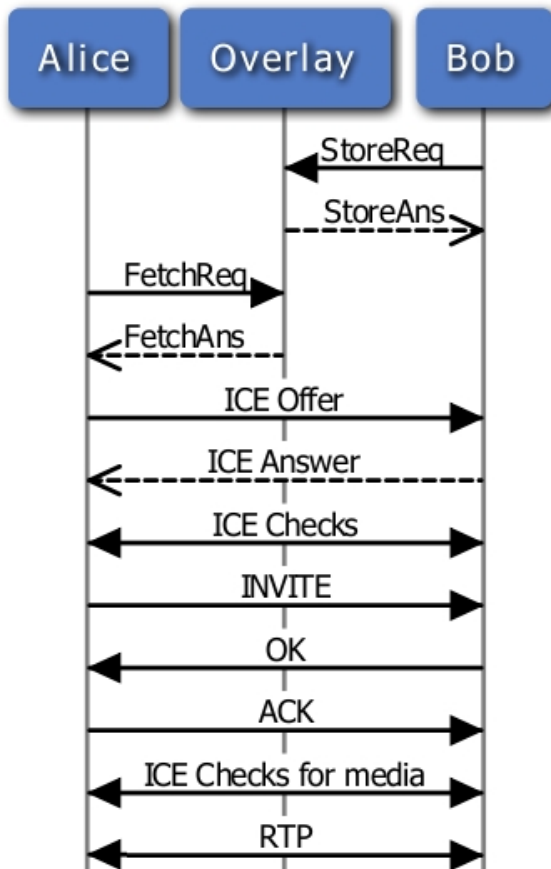 Alice Overlay Bob
StoreReq
StoreAns
FetchReq
FetchAns
ICE Offer
ICE Answer
ICE Checks
INVITE
OK
ACK
ICE Checks for media
RTP